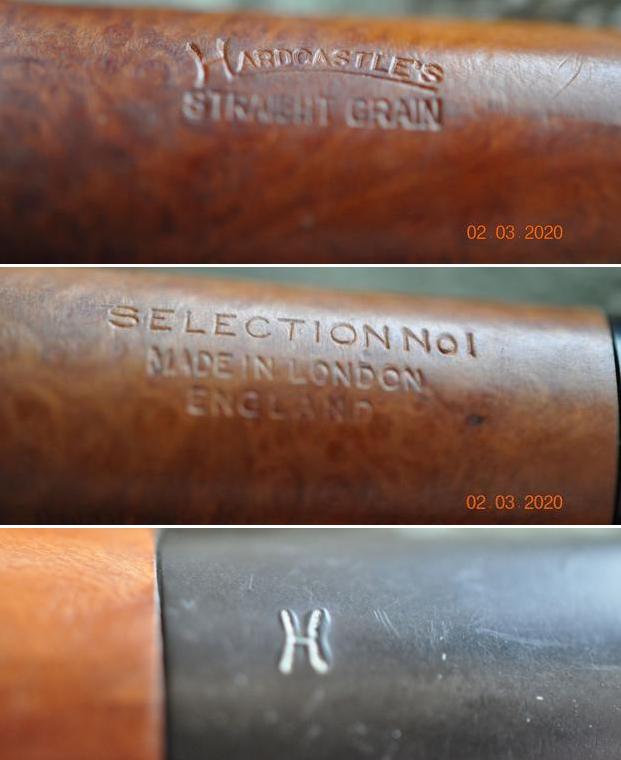 HARDCASTLE'S
STRAIGHT GRAIN
02 03 2020
SELECTION No1
MADE IN LONDON
ENGLAND
02 03 2020
H